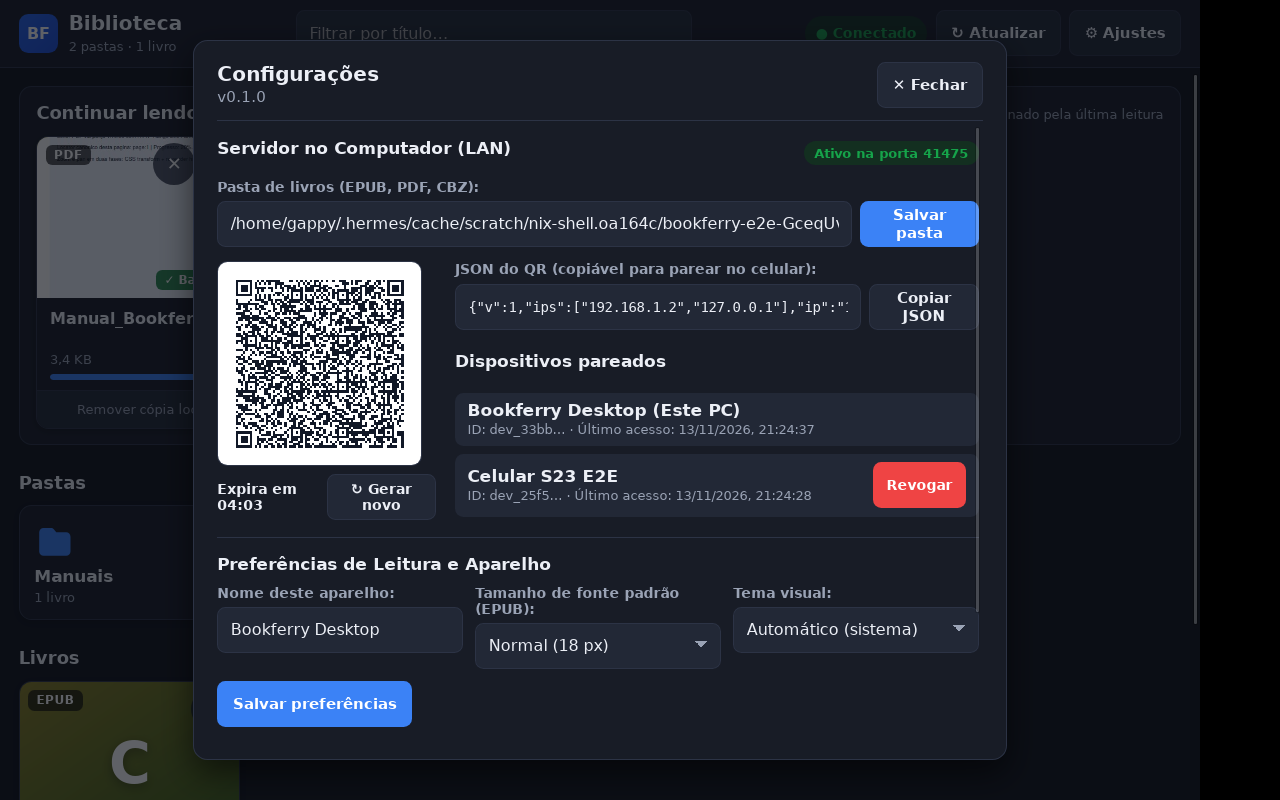 BF
Biblioteca
2 pastas · 1 livro
Filtrar por título...
● Conectado
↻ Atualizar
⚙ Ajustes
Configurações
v0.1.0
✕ Fechar
Continuar lendo
nado pela última leitura
PDF
✕
✓ Ba
Manual_Bookfer
3,4 KB
Remover cópia loc
Servidor no Computador (LAN)
Ativo na porta 41475
Pasta de livros (EPUB, PDF, CBZ):
/home/gappy/.hermes/cache/scratch/nix-shell.oa164c/bookferry-e2e-GceqU
Salvar
pasta
JSON do QR (copiável para parear no celular):
{"v":1,"ips":["192.168.1.2","127.0.0.1"],"ip":"
Copiar
JSON
Dispositivos pareados
Bookferry Desktop (Este PC)
ID: dev_33bb... · Último acesso: 13/11/2026, 21:24:37
Celular S23 E2E
ID: dev_25f5... · Último acesso: 13/11/2026, 21:24:28
Revogar
Expira em
04:03
↻ Gerar
novo
Preferências de Leitura e Aparelho
Nome deste aparelho:
Bookferry Desktop
Tamanho de fonte padrão
(EPUB):
Normal (18 px)
Tema visual:
Automático (sistema)
Salvar preferências
Pastas
Manuais
1 livro
Livros
EPUB
C